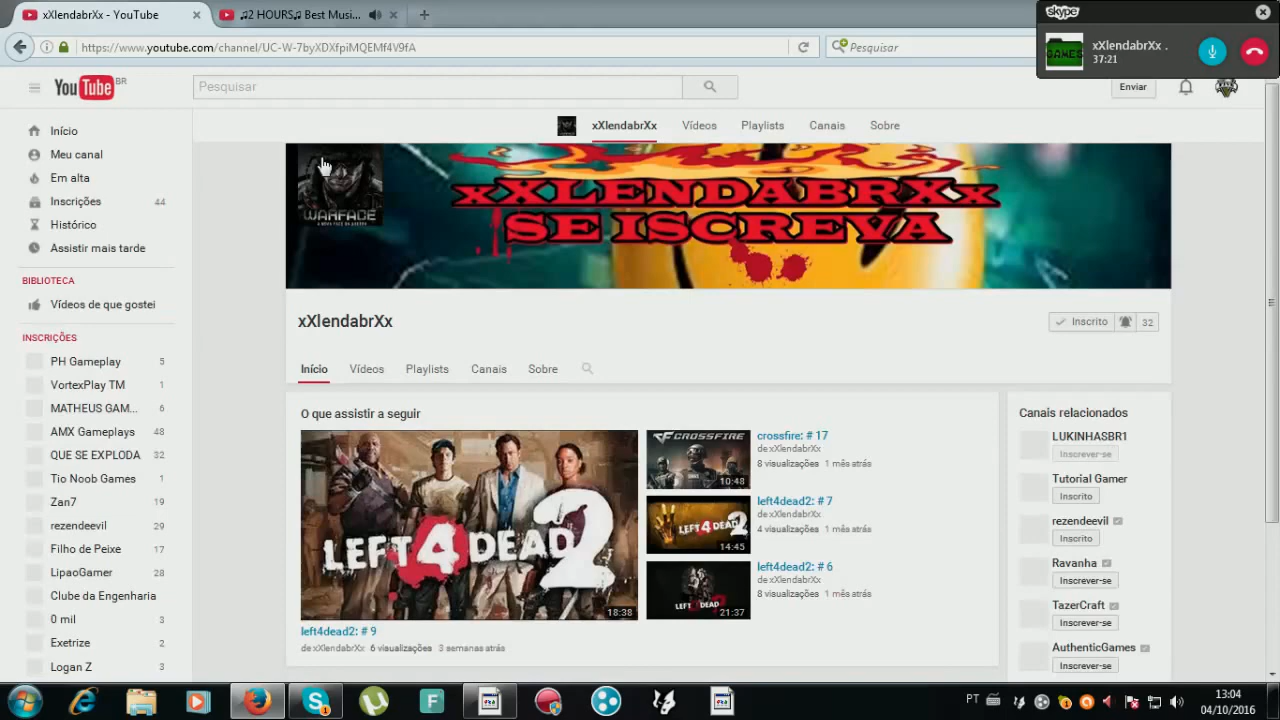 xXlendabrXx - YouTube
♫2 HOURS♫ Best Musi...
skype
https://www.youtube.com/channel/UC-W-7byXDXfpiMQEMf4V9fA
Pesquisar
GAMES
xXlendabrXx .
37:21
YouTube BR
Pesquisar
Enviar
xXlendabrXx
Vídeos
Playlists
Canais
Sobre
Início
Meu canal
Em alta
Inscrições 44
Histórico
Assistir mais tarde
BIBLIOTECA
Vídeos de que gostei
INSCRIÇÕES
PH Gameplay 5
VortexPlay TM 1
MATHEUS GAM... 6
AMX Gameplays 48
QUE SE EXPLODA 32
Tio Noob Games 1
Zan7 19
rezendeevil 29
Filho de Peixe 17
LipaoGamer 28
Clube da Engenharia
0 mil 3
Exetrize 2
Logan Z 3
WARFACE
xXLENDABRXx
SE ISCREVA
xXlendabrXx
Inscrito 32
Início
Vídeos
Playlists
Canais
Sobre
O que assistir a seguir
LEFT 4 DEAD 2
18:38
left4dead2: # 9
de xXlendabrXx 6 visualizações 3 semanas atrás
CROSSFIRE
10:48
crossfire: # 17
de xXlendabrXx
8 visualizações 1 mês atrás
LEFT 4 DEAD 2
14:45
left4dead2: # 7
de xXlendabrXx
4 visualizações 1 mês atrás
LEFT 4 DEAD
21:37
left4dead2: # 6
de xXlendabrXx
8 visualizações 1 mês atrás
Canais relacionados
LUKINHASBR1
Inscrever-se
Tutorial Gamer
Inscrito
rezendeevil
Inscrito
Ravanha
Inscrever-se
TazerCraft
Inscrever-se
AuthenticGames
Inscrever-se
PT
13:04
04/10/2016